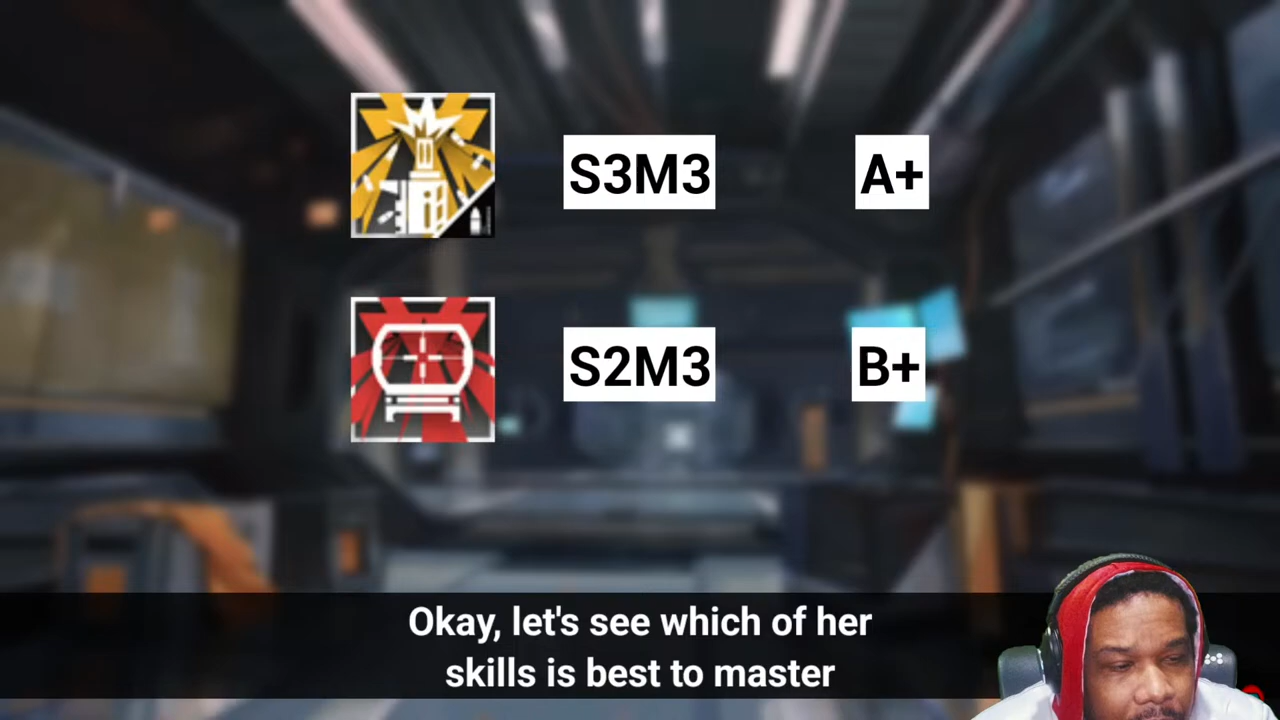 S3M3
A+
S2M3
B+
Okay, let's see which of her
skills is best to master